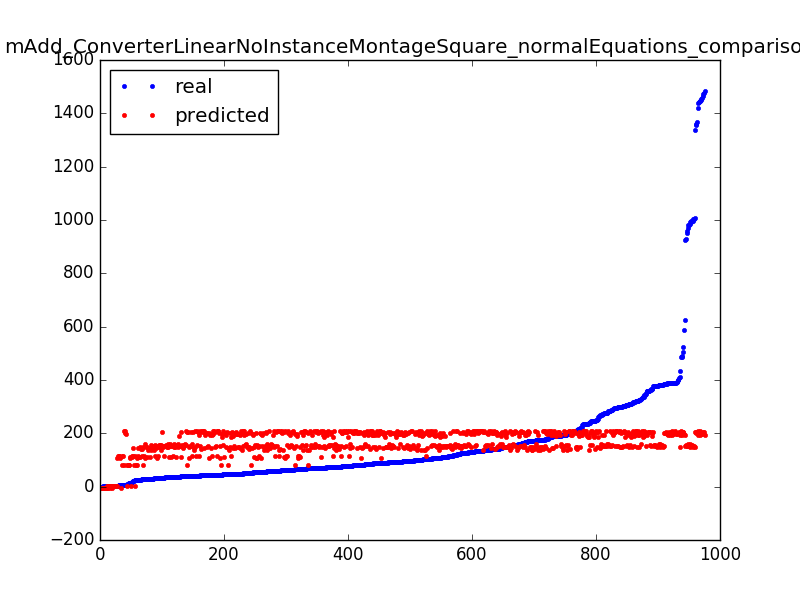 mAdd_ConverterLinearNoInstanceMontageSquare_normalEquations_compariso
1600
1400
1200
1000
800
600
400
200
0
−200
0 200 400 600 800 1000
real
predicted